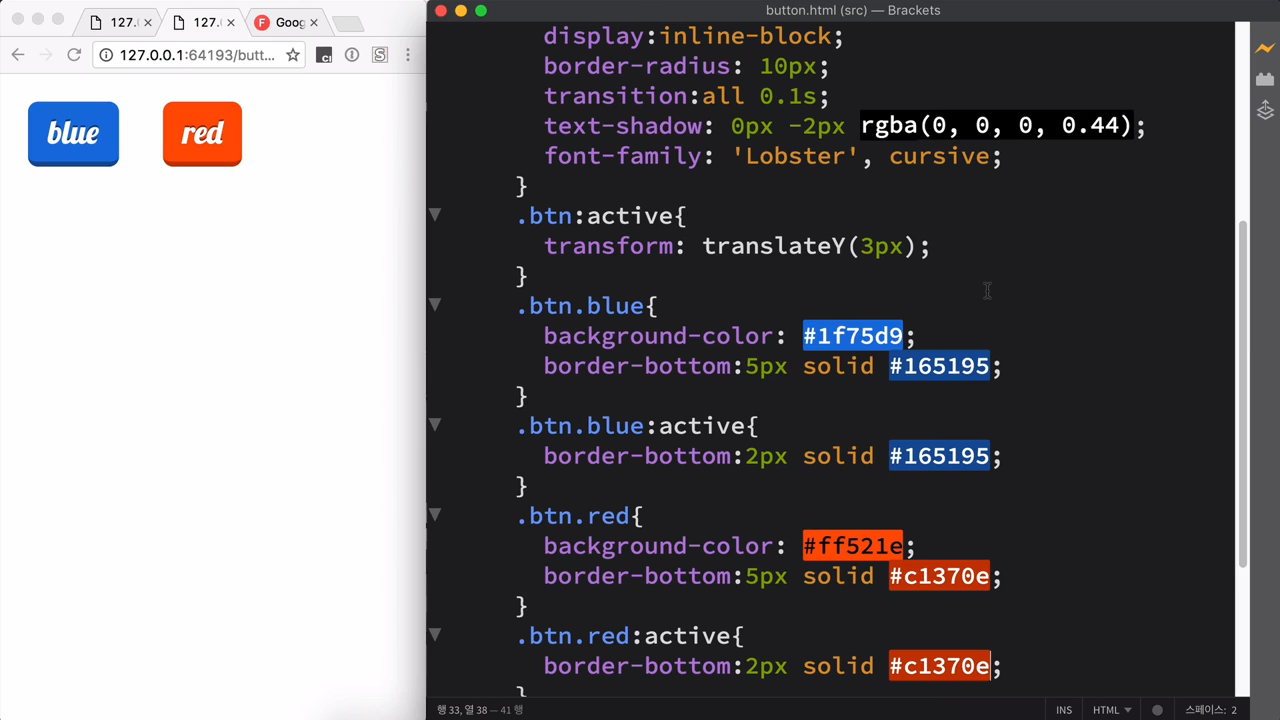 127.
127.
Goog
127.0.0.1:64193/butt...
blue
red
button.html (src) — Brackets
display:inline-block;
border-radius: 10px;
transition:all 0.1s;
text-shadow: 0px -2px rgba(0, 0, 0, 0.44);
font-family: 'Lobster', cursive;
}
.btn:active{
transform: translateY(3px);
}
.btn.blue{
background-color: #1f75d9;
border-bottom:5px solid #165195;
}
.btn.blue:active{
border-bottom:2px solid #165195;
}
.btn.red{
background-color: #ff521e;
border-bottom:5px solid #c1370e;
}
.btn.red:active{
border-bottom:2px solid #c1370e;
}
행 33, 열 38 — 41 행
INS
HTML
스페이스: 2